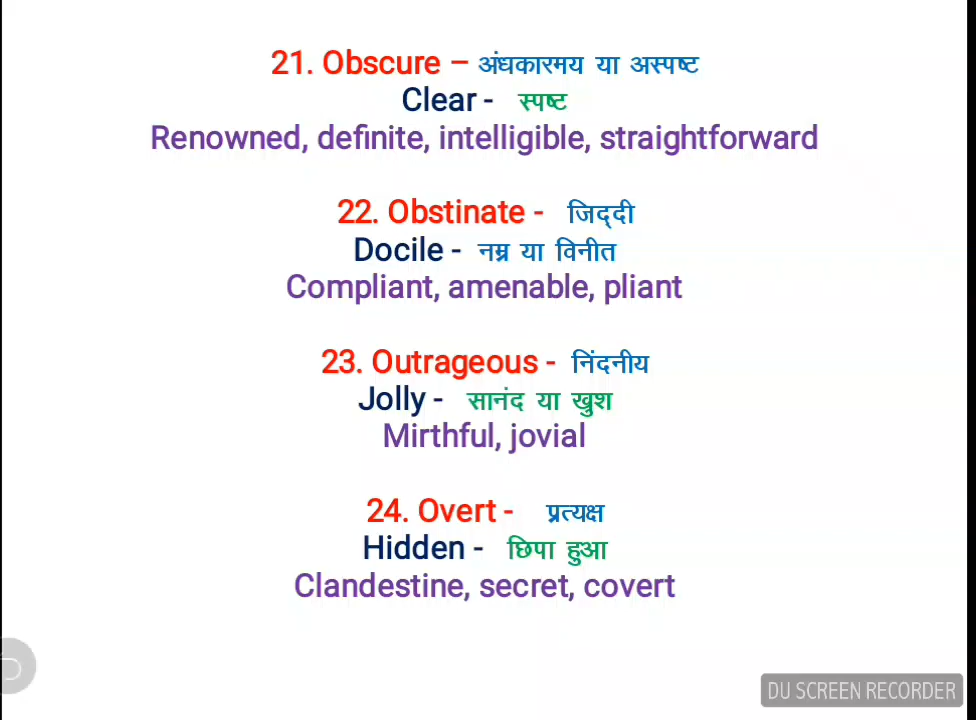 21. Obscure – अंधकारमय या अस्पष्ट
Clear - स्पष्ट
Renowned, definite, intelligible, straightforward
22. Obstinate - जिद्दी
Docile - नम्र या विनीत
Compliant, amenable, pliant
23. Outrageous - निंदनीय
Jolly - सानंद या खुश
Mirthful, jovial
24. Overt - प्रत्यक्ष
Hidden - छिपा हुआ
Clandestine, secret, covert
DU SCREEN RECORDER